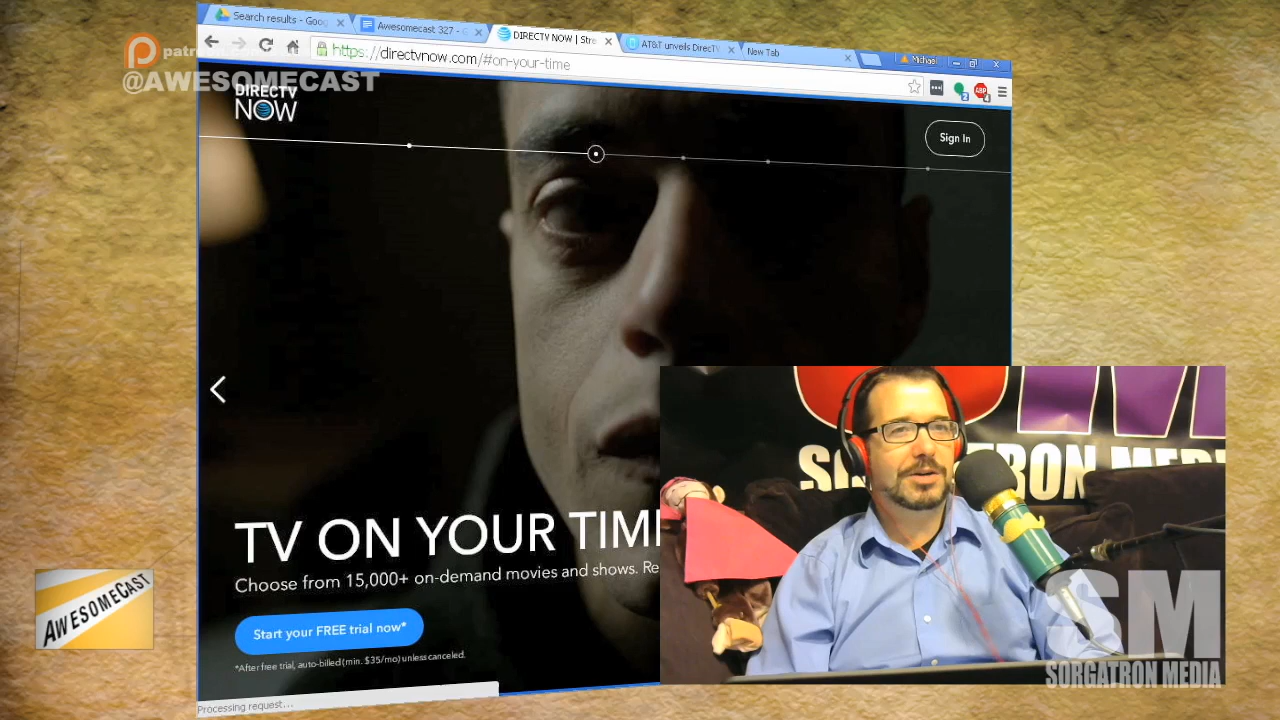 Search results - Goog
Awesomecast 327 - G
DIRECTV NOW | Stre
AT&T unveils DirecTV
New Tab
Michael
patreon.com
@AWESOMECAST
https://directvnow.com/#on-your-time
ABP
DIRECTV
NOW
Sign In
TV ON YOUR TIM
Choose from 15,000+ on-demand movies and shows. Re
Start your FREE trial now*
*After free trial, auto-billed (min. $35/mo) unless canceled.
Processing request...
AWESOMECAST
SORGATRON MEDIA
SM
SORGATRON MEDIA